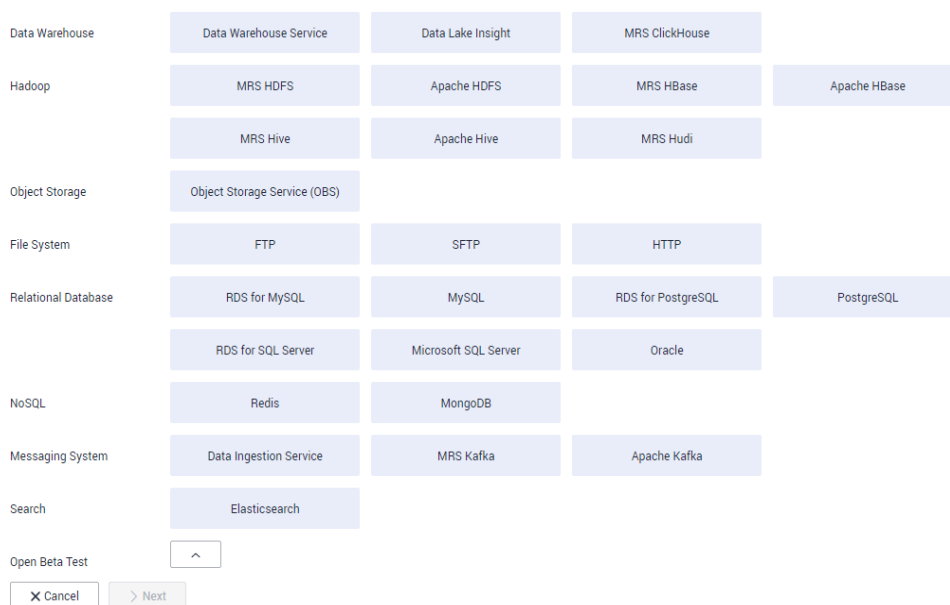 Data Warehouse Data Warehouse Service Data Lake Insight MRS ClickHouse
Hadoop MRS HDFS Apache HDFS MRS HBase Apache HBase
MRS Hive Apache Hive MRS Hudi
Object Storage Object Storage Service (OBS)
File System FTP SFTP HTTP
Relational Database RDS for MySQL MySQL RDS for PostgreSQL PostgreSQL
RDS for SQL Server Microsoft SQL Server Oracle
NoSQL Redis MongoDB
Messaging System Data Ingestion Service MRS Kafka Apache Kafka
Search Elasticsearch
Open Beta Test
Cancel Next